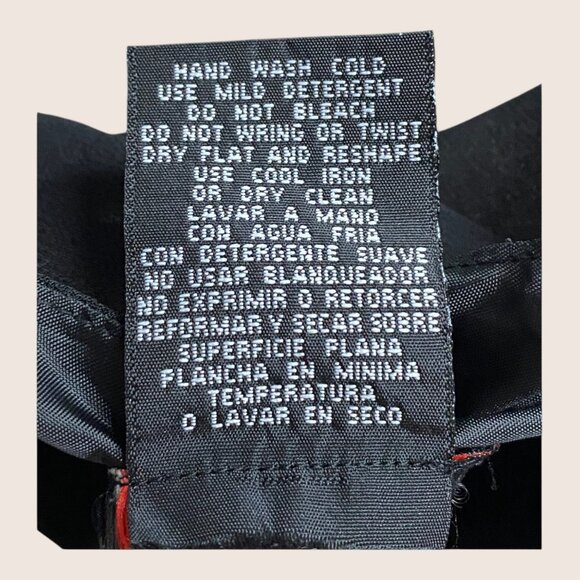 HAND WASH COLD
USE MILD DETERGENT
DO NOT BLEACH
DO NOT WRING OR TWIST
DRY FLAT AND RESHAPE
USE COOL IRON
OR DRY CLEAN
LAVAR A MANO
CON AGUA FRIA
CON DETERGENTE SUAVE
NO USAR BLANQUEADOR
NO EXPRIMIR O RETORCER
REFORMAR Y SECAR SOBRE
SUPERFICIE PLANA
PLANCHA EN MINIMA
TEMPERATURA
O LAVAR EN SECO